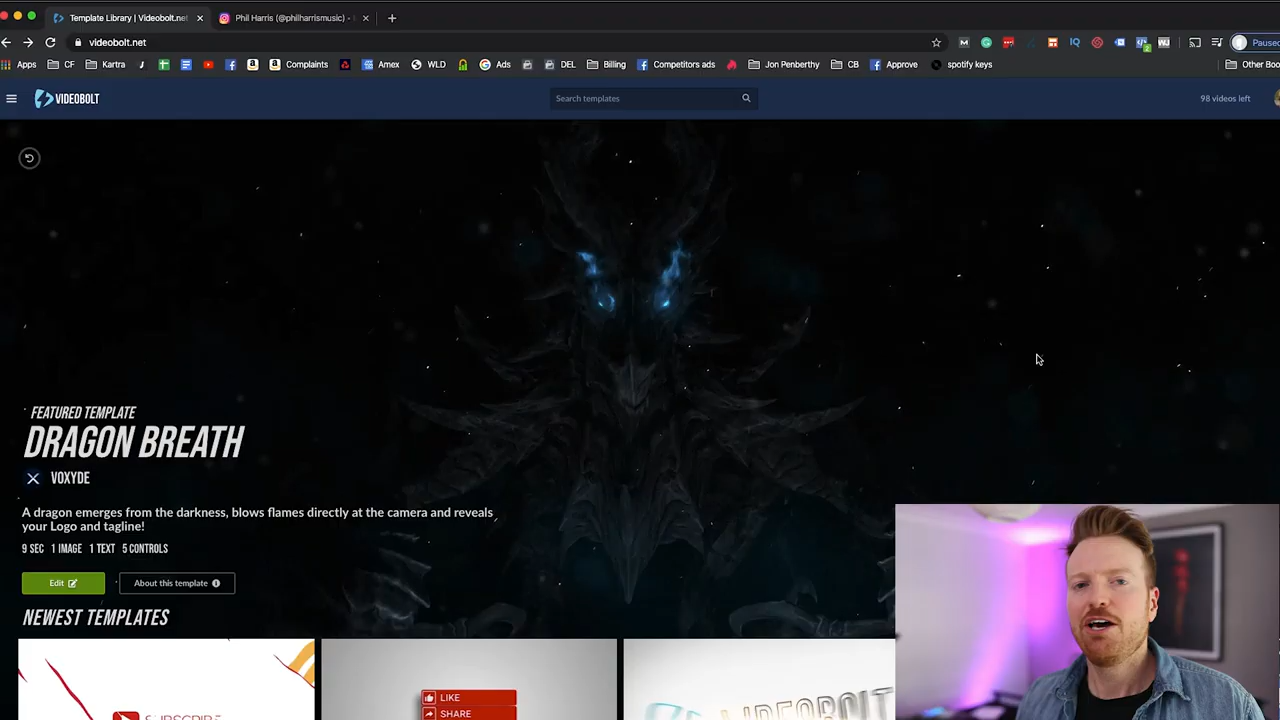 Template Library | Videobolt.net
Phil Harris (@philharrismusic) -
videobolt.net
Paused
Apps CF Kartra Complaints Amex WLD Ads DEL Billing Competitors ads Jon Penberthy CB Approve spotify keys Other Boo
VIDEOBOLT
Search templates
98 videos left
FEATURED TEMPLATE
DRAGON BREATH
VOXYDE
A dragon emerges from the darkness, blows flames directly at the camera and reveals
your Logo and tagline!
9 SEC 1 IMAGE 1 TEXT 5 CONTROLS
Edit About this template
NEWEST TEMPLATES
SUBSCRIBE
LIKE
SHARE
VIDEOBOLT